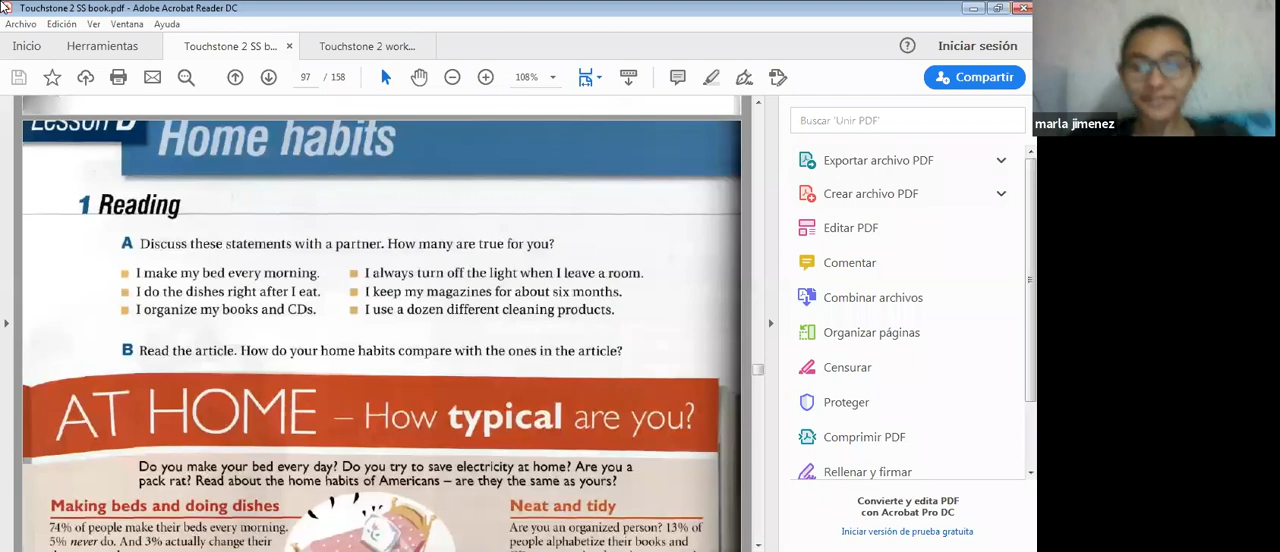 Touchstone 2 SS book.pdf - Adobe Acrobat Reader DC
Archivo Edición Ver Ventana Ayuda
Inicio Herramientas Touchstone 2 SS b... × Touchstone 2 work... Iniciar sesión
97 / 158 108% Compartir
marla jimenez
Lesson D Home habits
1 Reading
A Discuss these statements with a partner. How many are true for you?
I make my bed every morning. I always turn off the light when I leave a room.
I do the dishes right after I eat. I keep my magazines for about six months.
I organize my books and CDs. I use a dozen different cleaning products.
B Read the article. How do your home habits compare with the ones in the article?
AT HOME – How typical are you?
Do you make your bed every day? Do you try to save electricity at home? Are you a
pack rat? Read about the home habits of Americans – are they the same as yours?
Making beds and doing dishes
74% of people make their beds every morning.
5% never do. And 3% actually change their
Neat and tidy
Are you an organized person? 13% of
people alphabetize their books and
Buscar 'Unir PDF'
Exportar archivo PDF
Crear archivo PDF
Editar PDF
Comentar
Combinar archivos
Organizar páginas
Censurar
Proteger
Comprimir PDF
Rellenar y firmar
Convierte y edita PDF
con Acrobat Pro DC
Iniciar versión de prueba gratuita